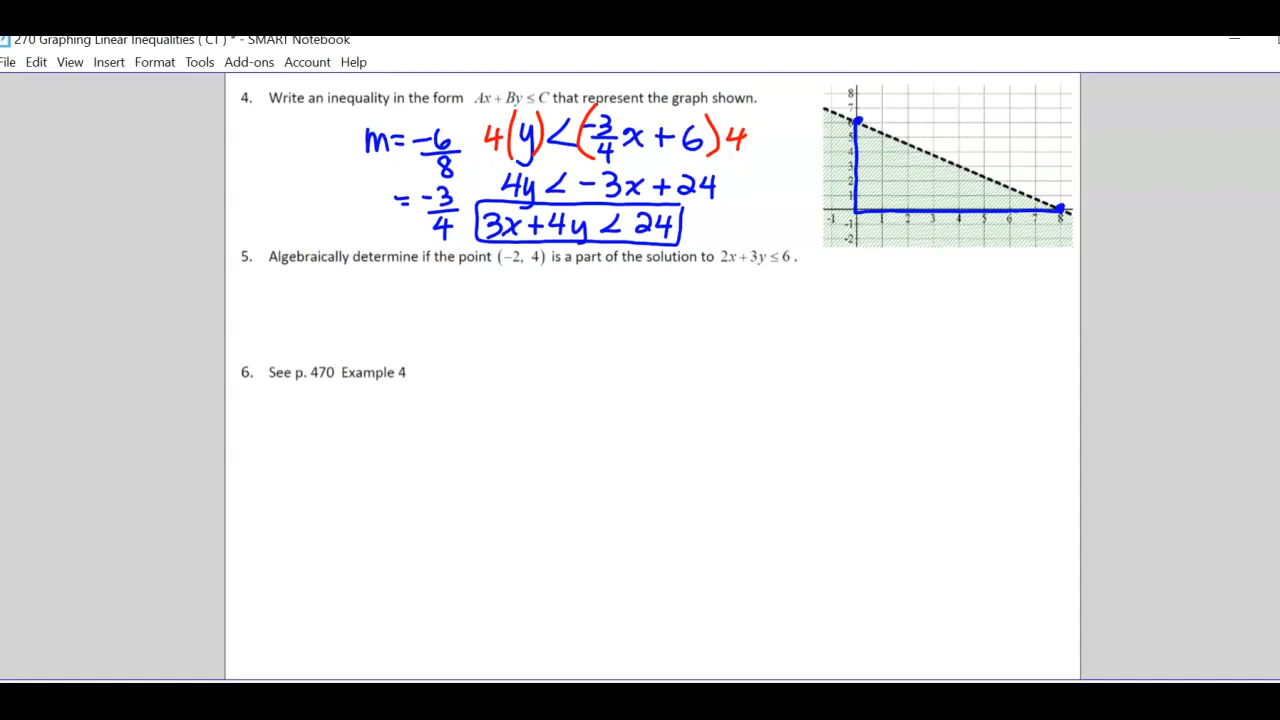 270 Graphing Linear Inequalities ( CT ) * - SMART Notebook
File Edit View Insert Format Tools Add-ons Account Help
4. Write an inequality in the form Ax + By ≤ C that represent the graph shown.
m = -6/8 4(y) < (-3/4 x + 6)4
= -3/4 4y < -3x + 24
3x + 4y < 24
8
7
6
5
4
3
2
1
-1 1 2 3 4 5 6 7 8
-1
-2
5. Algebraically determine if the point (−2, 4) is a part of the solution to 2x + 3y ≤ 6 .
6. See p. 470 Example 4